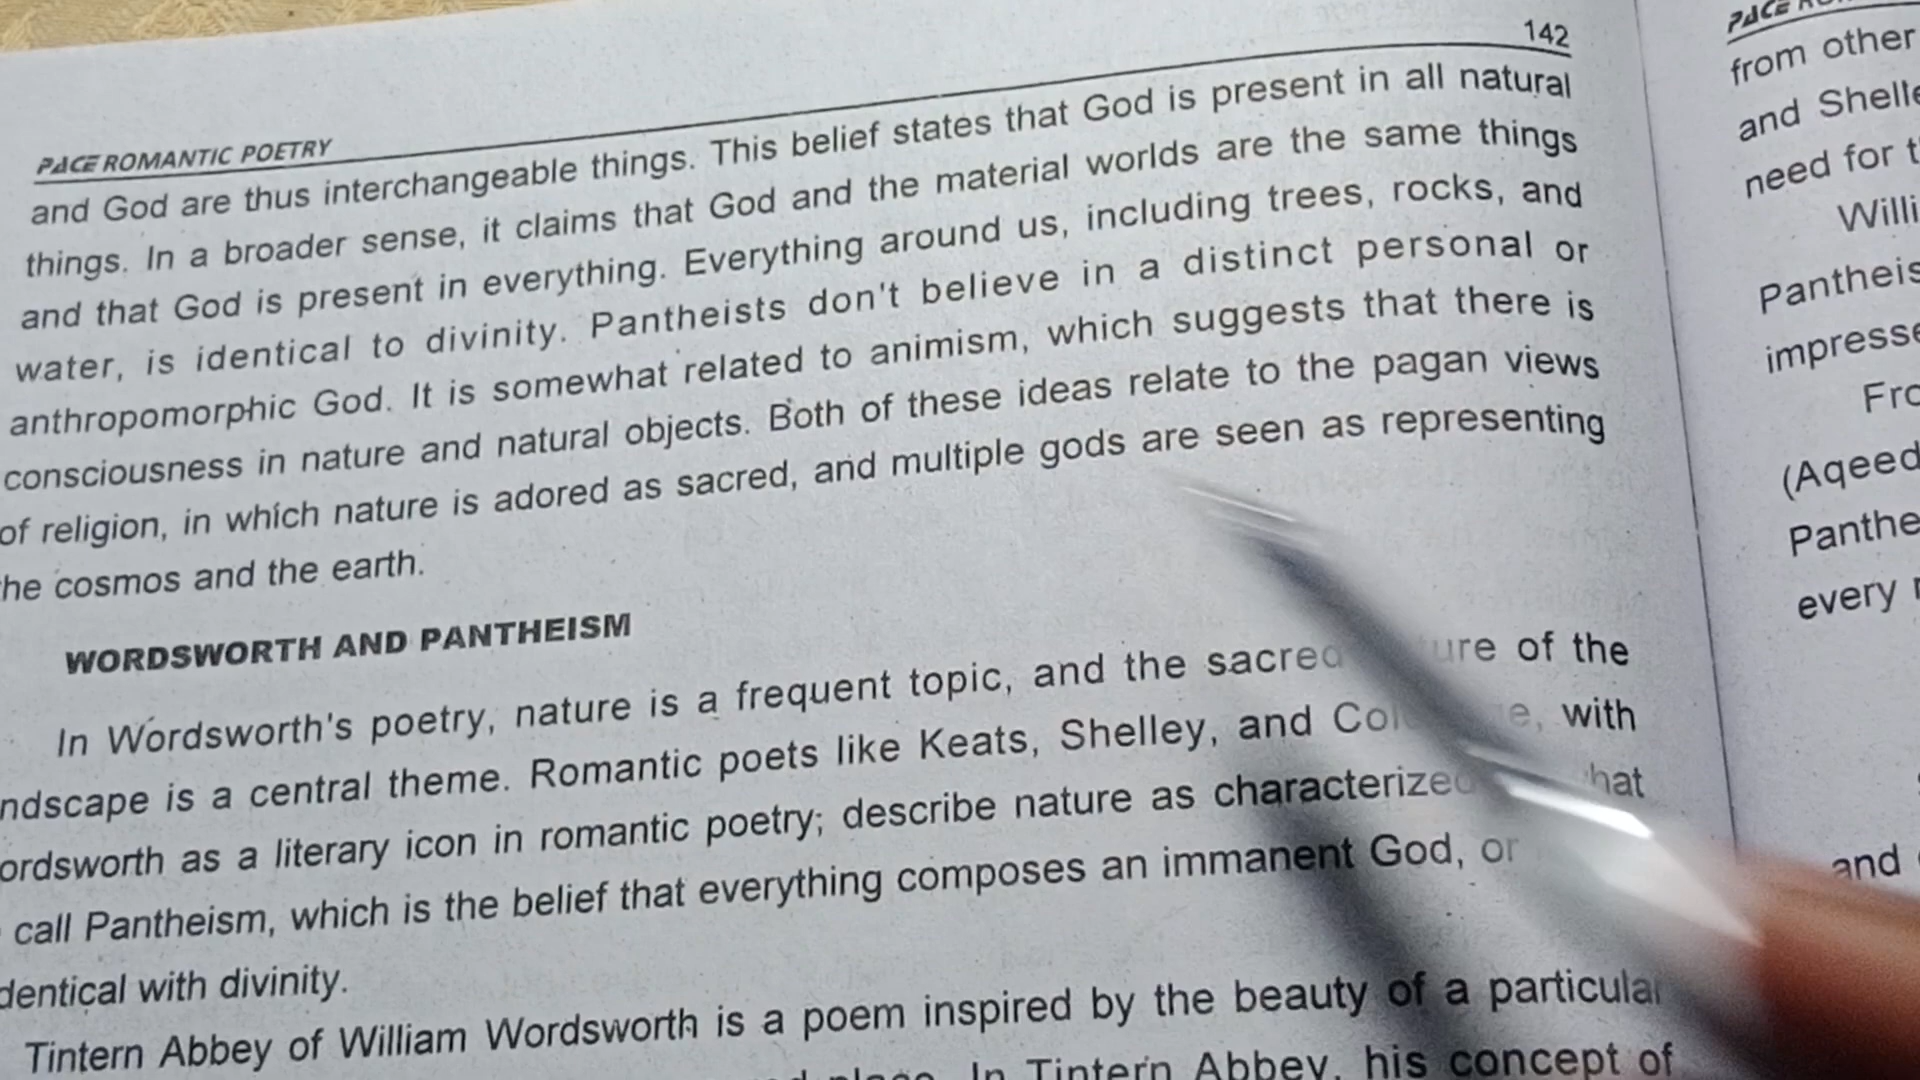 142
PACE ROMANTIC POETRY
and God are thus interchangeable things. This belief states that God is present in all natural
things. In a broader sense, it claims that God and the material worlds are the same things
and that God is present in everything. Everything around us, including trees, rocks, and
water, is identical to divinity. Pantheists don't believe in a distinct personal or
anthropomorphic God. It is somewhat related to animism, which suggests that there is
consciousness in nature and natural objects. Both of these ideas relate to the pagan views
of religion, in which nature is adored as sacred, and multiple gods are seen as representing
he cosmos and the earth.
WORDSWORTH AND PANTHEISM
In Wordsworth's poetry, nature is a frequent topic, and the sacred ure of the
ndscape is a central theme. Romantic poets like Keats, Shelley, and Col e, with
ordsworth as a literary icon in romantic poetry; describe nature as characterized hat
call Pantheism, which is the belief that everything composes an immanent God, or
dentical with divinity.
Tintern Abbey of William Wordsworth is a poem inspired by the beauty of a particular
place. In Tintern Abbey, his concept of
PACE
from other
and Shelle
need for t
Willi
Pantheis
impresse
Fro
(Aqeed
Panthe
every
and